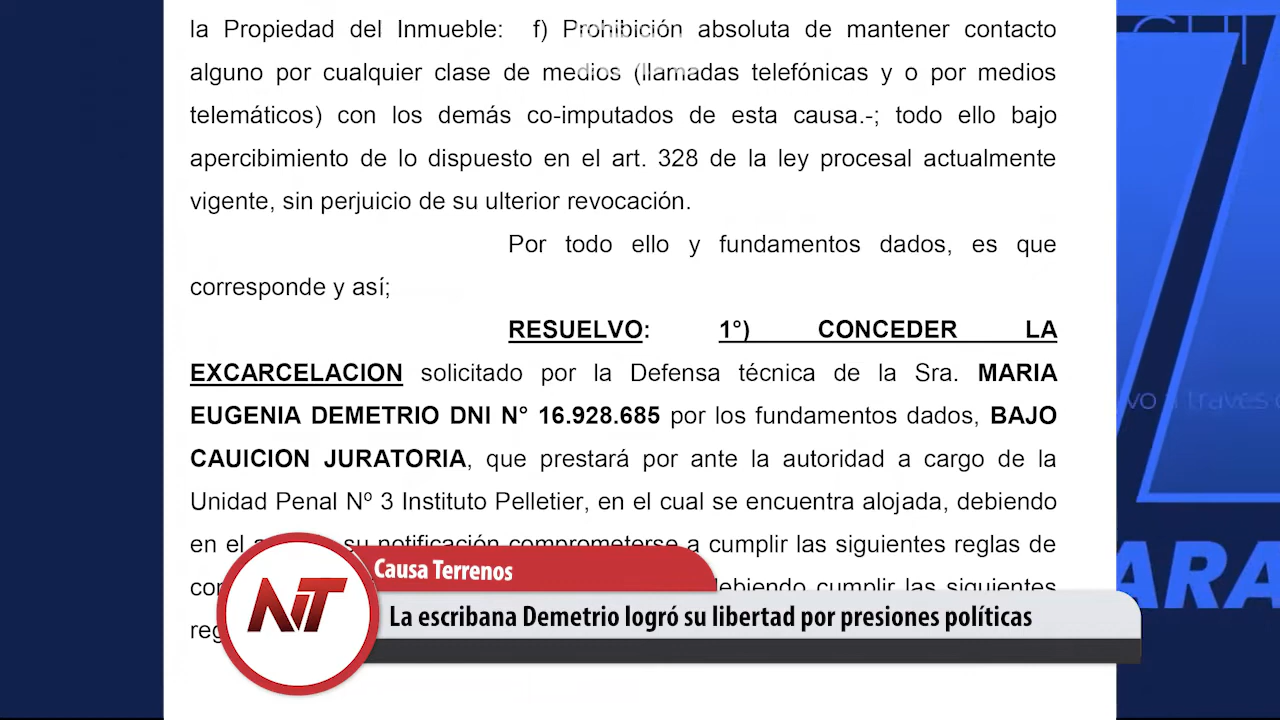 la Propiedad del Inmueble: f) Prohibición absoluta de mantener contacto
alguno por cualquier clase de medios (llamadas telefónicas y o por medios
telemáticos) con los demás co-imputados de esta causa.-; todo ello bajo
apercibimiento de lo dispuesto en el art. 328 de la ley procesal actualmente
vigente, sin perjuicio de su ulterior revocación.
Por todo ello y fundamentos dados, es que
corresponde y así;
RESUELVO: 1°) CONCEDER LA
EXCARCELACION solicitado por la Defensa técnica de la Sra. MARIA
EUGENIA DEMETRIO DNI N° 16.928.685 por los fundamentos dados, BAJO
CAUICION JURATORIA, que prestará por ante la autoridad a cargo de la
Unidad Penal Nº 3 Instituto Pelletier, en el cual se encuentra alojada, debiendo
en el su notificación comprometerse a cumplir las siguientes reglas de
debiendo cumplir las siguientes
NT
Causa Terrenos
La escribana Demetrio logró su libertad por presiones políticas
vo a través
ARA